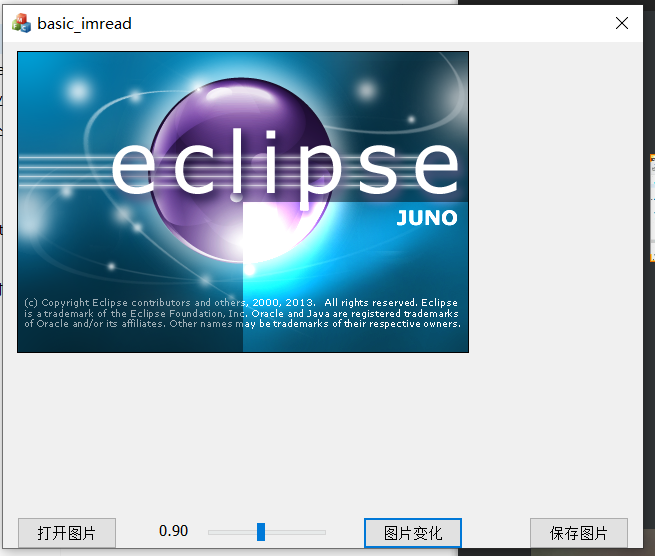 basic_imread
eclipse
JUNO
(c) Copyright Eclipse contributors and others, 2000, 2013.   All rights reserved. Eclipse
is a trademark of the Eclipse Foundation, Inc. Oracle and Java are registered trademarks
of Oracle and/or its affiliates. Other names may be trademarks of their respective owners.
打开图片
0.90
图片变化
保存图片